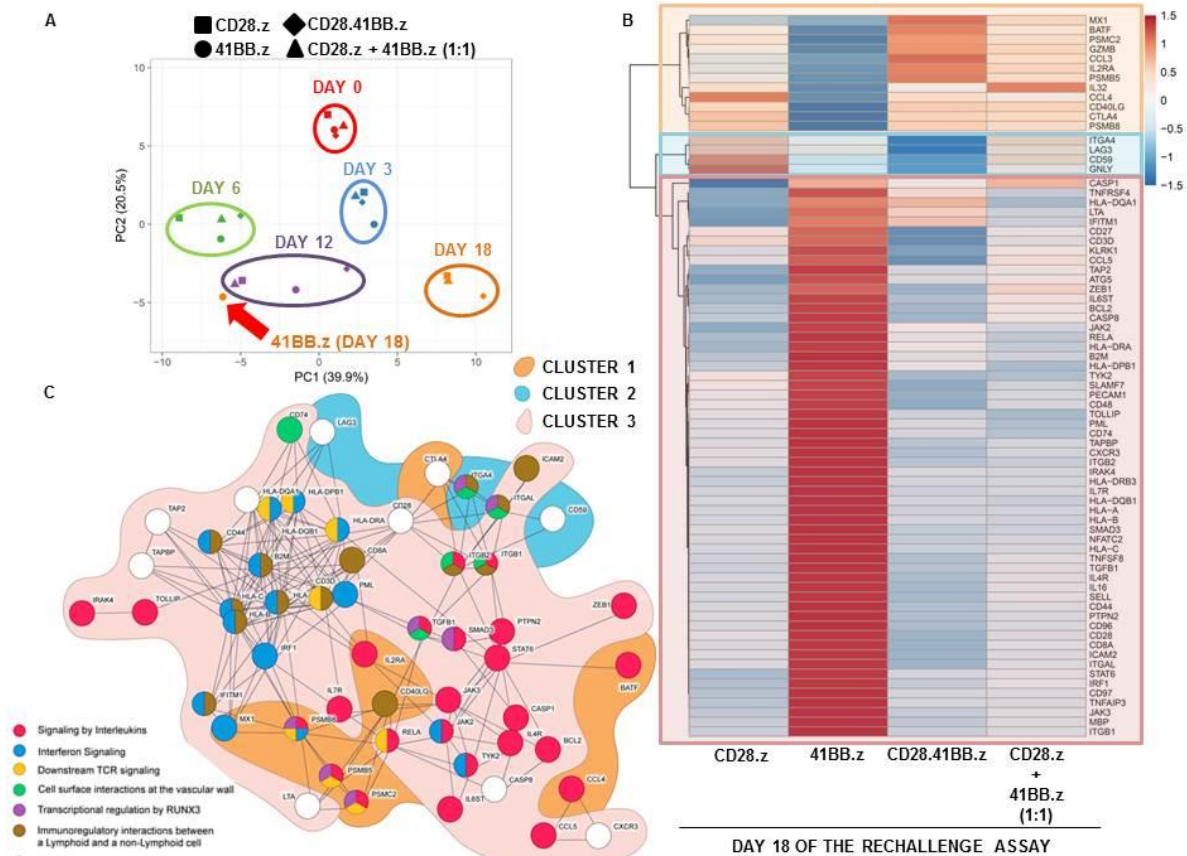 A
CD28.z CD28.41BB.z
41BB.z CD28.z + 41BB.z (1:1)
10
5
0
−5
−10 −5 0 5 10
PC2 (20.5%)
PC1 (39.9%)
DAY 0
DAY 3
DAY 6
DAY 12
DAY 18
41BB.z (DAY 18)
B
MX1
BATF
PSMC2
GZMB
CCL3
IL2RA
PSMB5
IL32
CCL4
CD40LG
CTLA4
PSMB8
ITGA4
LAG3
CD59
GNLY
CASP1
TNFRSF4
HLA−DQA1
LTA
IFITM1
CD27
CD3D
KLRK1
CCL5
TAP2
ATG5
ZEB1
IL6ST
BCL2
CASP8
JAK2
RELA
HLA−DRA
B2M
HLA−DPB1
TYK2
SLAMF7
PECAM1
CD48
TOLLIP
PML
CD74
TAPBP
CXCR3
ITGB2
IRAK4
HLA−DRB3
IL7R
HLA−DQB1
HLA−A
HLA−B
SMAD3
NFATC2
HLA−C
TNFSF8
TGFB1
IL4R
IL16
SELL
CD44
PTPN2
CD96
CD28
CD8A
ICAM2
ITGAL
STAT6
IRF1
CD97
TNFAIP3
JAK3
MBP
ITGB1
1.5
1
0.5
0
−0.5
−1
−1.5
CD28.z 41BB.z CD28.41BB.z CD28.z
+
41BB.z
(1:1)
DAY 18 OF THE RECHALLENGE ASSAY
C
CLUSTER 1
CLUSTER 2
CLUSTER 3
CD74
LAG3
CTLA4
ITGA4
ICAM2
ITGAL
CD59
HLA-DQA1
HLA-DPB1
TAP2
HLA-DQB1
HLA-DRA
CD28
TAPBP
CD44
B2M
CD8A
ITGB2
ITGB1
CD3D
PML
HLA-C
HLA-B
IRAK4
TOLLIP
TGFB1
SMAD3
PTPN2
ZEB1
STAT6
IRF1
IL2RA
BATF
IFITM1
IL7R
CD40LG
JAK3
MX1
PSMB8
RELA
JAK2
CASP1
IL4R
BCL2
PSMB5
TYK2
CASP8
CCL4
LTA
PSMC2
IL6ST
CCL5
CXCR3
Signaling by Interleukins
Interferon Signaling
Downstream TCR signaling
Cell surface interactions at the vascular wall
Transcriptional regulation by RUNX3
Immunoregulatory interactions between
a Lymphoid and a non-Lymphoid cell